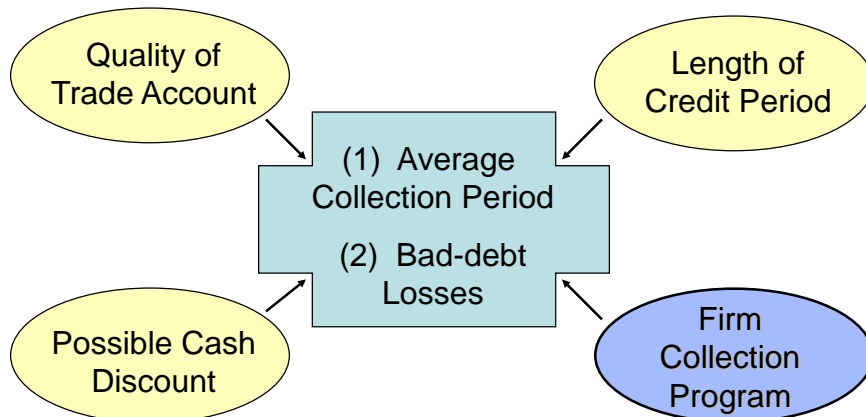 Quality of
Trade Account
Length of
Credit Period
(1) Average
Collection Period
(2) Bad-debt
Losses
Possible Cash
Discount
Firm
Collection
Program